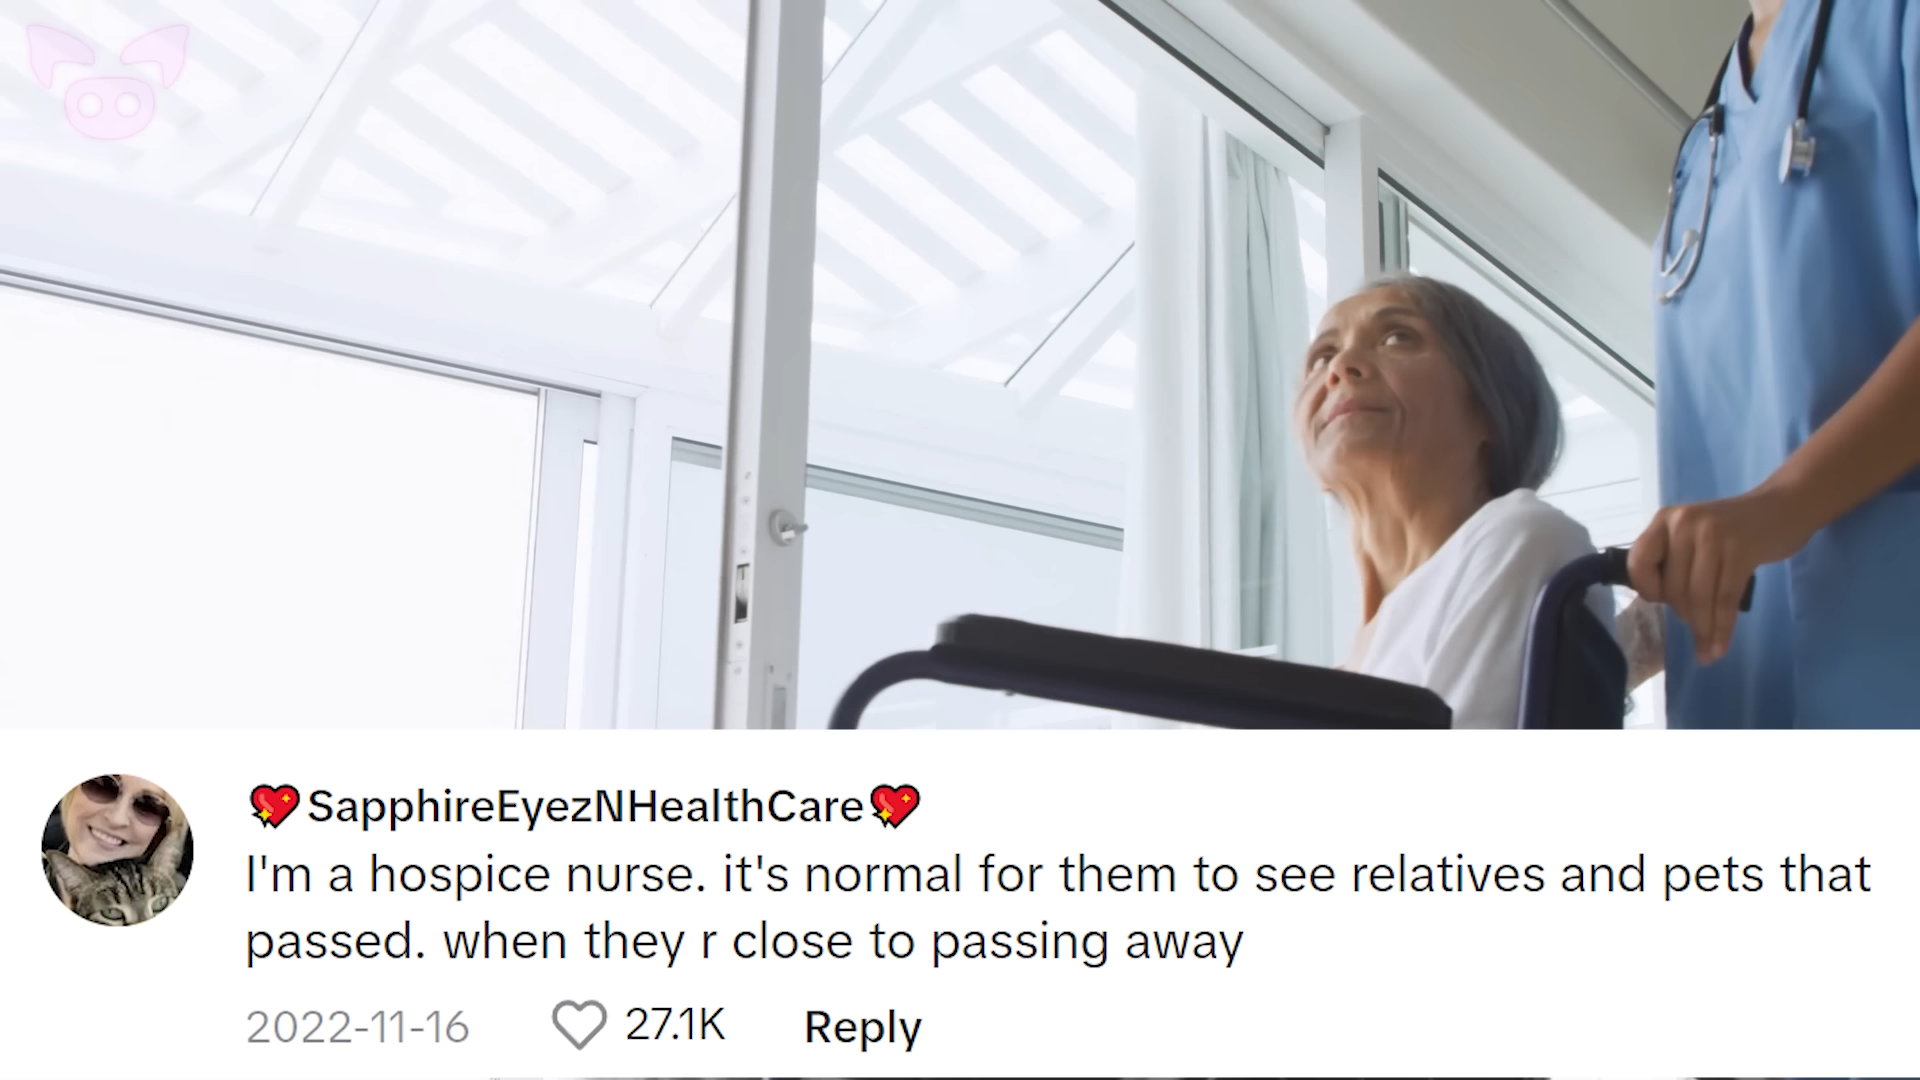 💖SapphireEyezNHealthCare💖
I'm a hospice nurse. it's normal for them to see relatives and pets that
passed. when they r close to passing away
2022-11-16 27.1K Reply